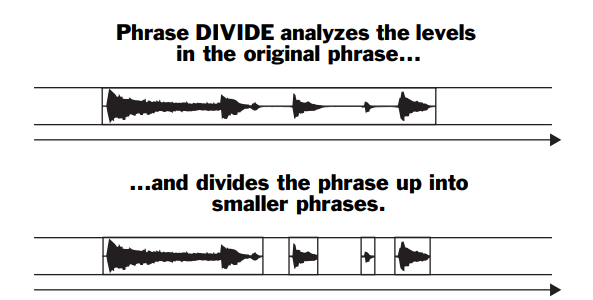 Phrase DIVIDE analyzes the levels
in the original phrase...
...and divides the phrase up into
smaller phrases.